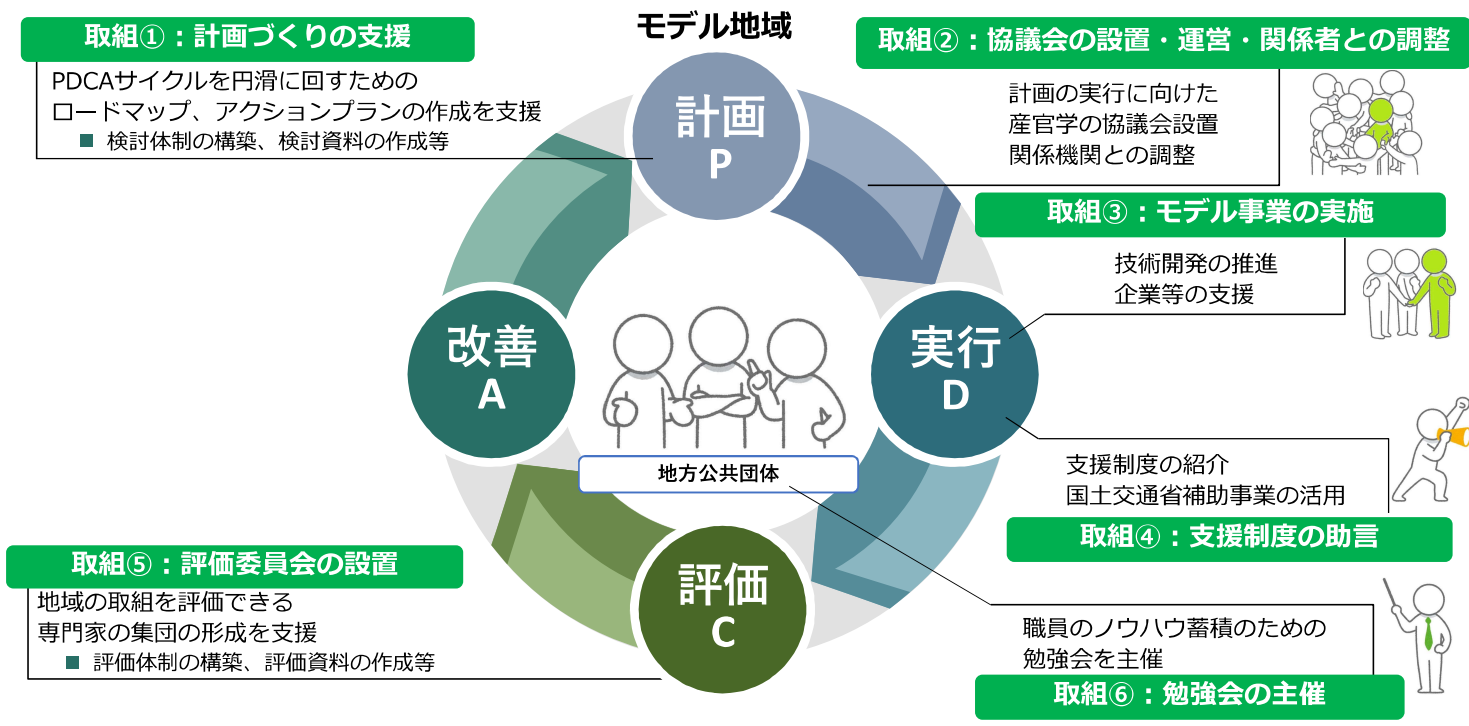 モデル地域
取組①：計画づくりの支援
PDCAサイクルを円滑に回すための
ロードマップ、アクションプランの作成を支援
■ 検討体制の構築、検討資料の作成等
取組②：協議会の設置・運営・関係者との調整
計画の実行に向けた
産官学の協議会設置
関係機関との調整
計画
P
取組③：モデル事業の実施
技術開発の推進
企業等の支援
改善
A
実行
D
地方公共団体
支援制度の紹介
国土交通省補助事業の活用
取組④：支援制度の助言
取組⑤：評価委員会の設置
地域の取組を評価できる
専門家の集団の形成を支援
■ 評価体制の構築、評価資料の作成等
評価
C
職員のノウハウ蓄積のための
勉強会を主催
取組⑥：勉強会の主催